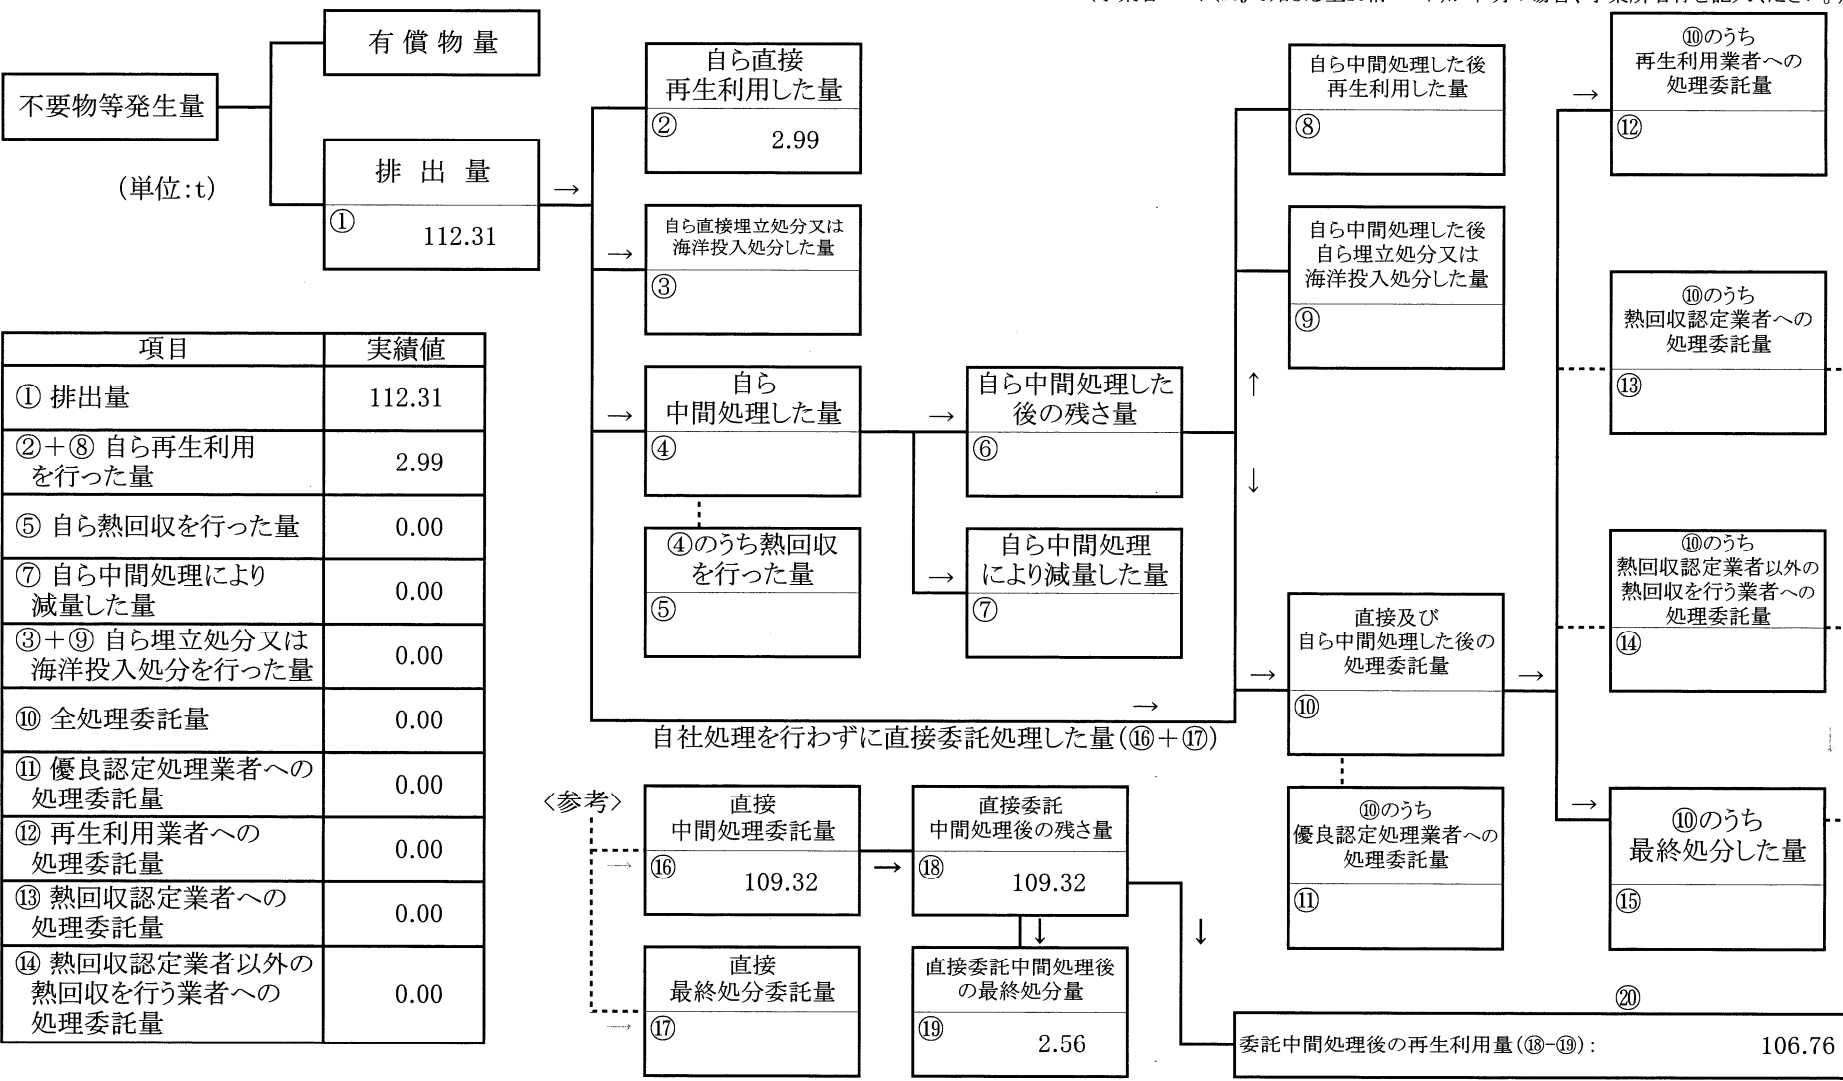 有償物量
不要物等発生量
(単位:t)
排出量
① 112.31
自ら直接
再生利用した量
② 2.99
自ら直接埋立処分又は
海洋投入処分した量
③
自ら
中間処理した量
④
④のうち熱回収
を行った量
⑤
自ら中間処理した
後の残さ量
⑥
自ら中間処理
により減量した量
⑦
自ら中間処理した後
再生利用した量
⑧
自ら中間処理した後
自ら埋立処分又は
海洋投入処分した量
⑨
直接及び
自ら中間処理した後の
処理委託量
⑩
⑩のうち
優良認定処理業者への
処理委託量
⑪
⑩のうち
再生利用業者への
処理委託量
⑫
⑩のうち
熱回収認定業者への
処理委託量
⑬
⑩のうち
熱回収認定業者以外の
熱回収を行う業者への
処理委託量
⑭
⑩のうち
最終処分した量
⑮
自社処理を行わずに直接委託処理した量(⑯+⑰)
<参考>
直接
中間処理委託量
⑯ 109.32
直接
最終処分委託量
⑰
直接委託
中間処理後の残さ量
⑱ 109.32
直接委託中間処理後
の最終処分量
⑲ 2.56
⑳
委託中間処理後の再生利用量(⑱-⑲): 106.76
項目 実績値
① 排出量 112.31
②+⑧ 自ら再生利用
を行った量 2.99
⑤ 自ら熱回収を行った量 0.00
⑦ 自ら中間処理により
減量した量 0.00
③+⑨ 自ら埋立処分又は
海洋投入処分を行った量 0.00
⑩ 全処理委託量 0.00
⑪ 優良認定処理業者への
処理委託量 0.00
⑫ 再生利用業者への
処理委託量 0.00
⑬ 熱回収認定業者への
処理委託量 0.00
⑭ 熱回収認定業者以外の
熱回収を行う業者への
処理委託量 0.00